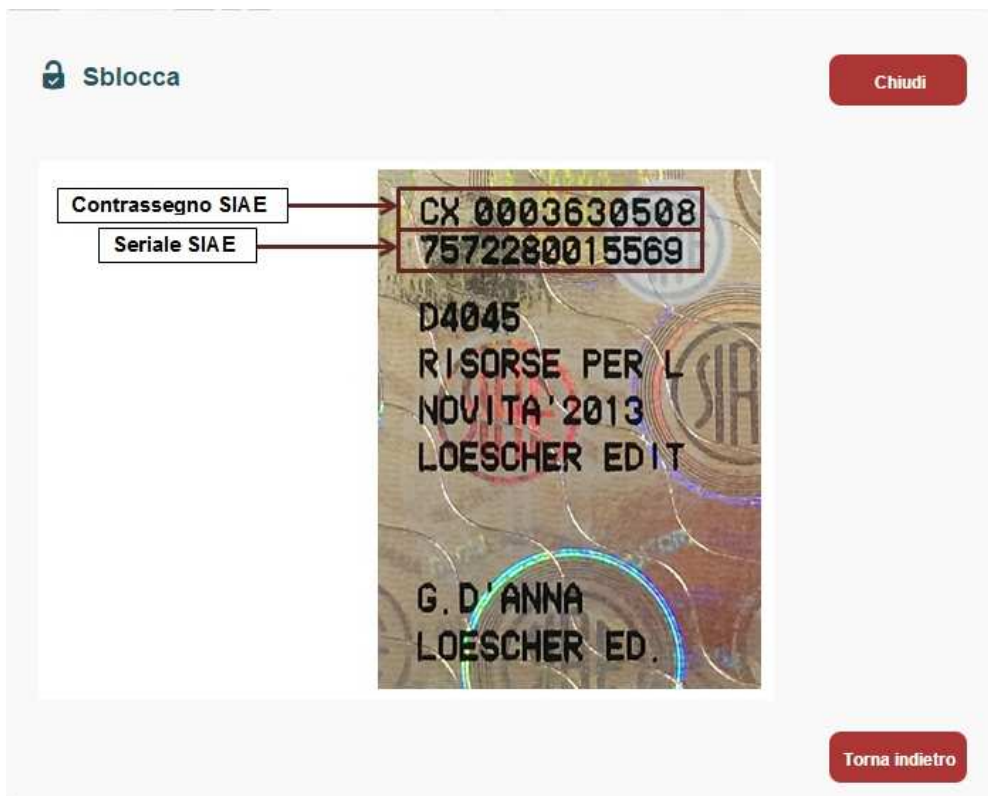 Sblocca
Chiudi
Contrassegno SIAE
CX 0003630508
Seriale SIAE
7572280015569
D4045
RISORSE PER L
NOVITA'2013
LOESCHER EDIT
SIAE
G.D'ANNA
LOESCHER ED.
Torna indietro